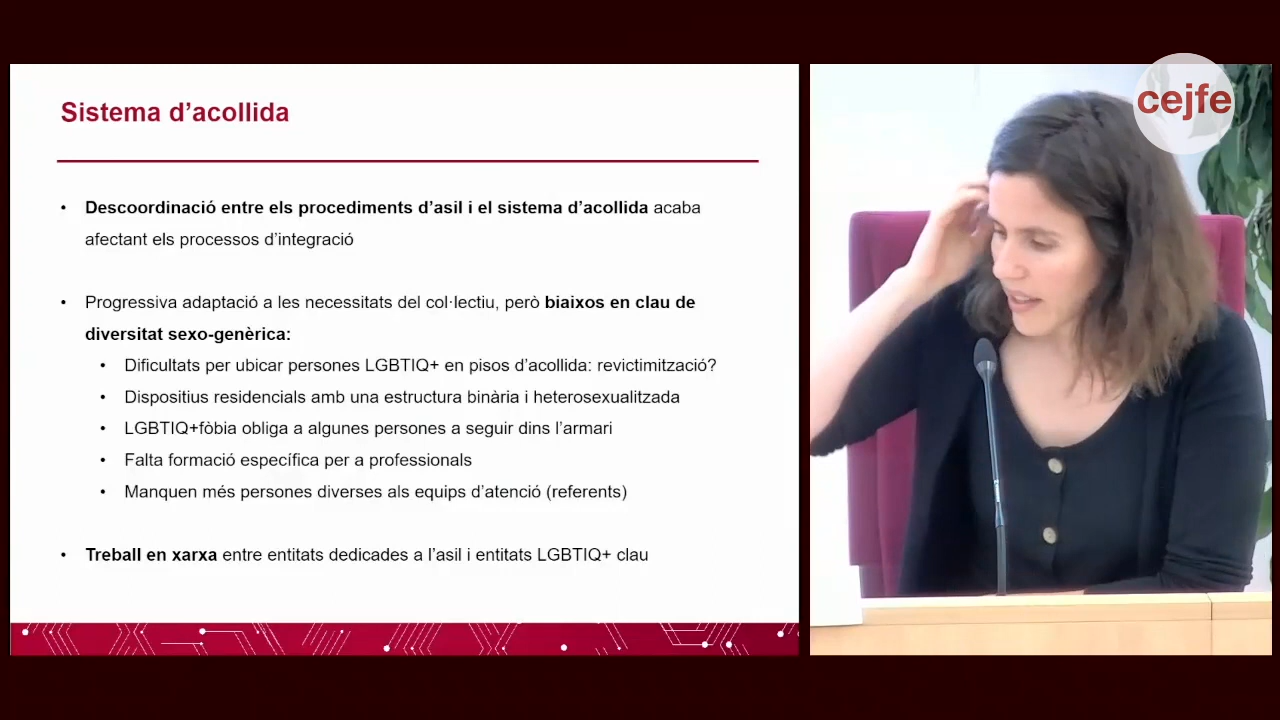 Sistema d’acollida
• Descoordinació entre els procediments d’asil i el sistema d’acollida acaba
afectant els processos d’integració
• Progressiva adaptació a les necessitats del col·lectiu, però biaixos en clau de
diversitat sexo-genèrica:
• Dificultats per ubicar persones LGBTIQ+ en pisos d’acollida: revictimització?
• Dispositius residencials amb una estructura binària i heterosexualitzada
• LGBTIQ+fòbia obliga a algunes persones a seguir dins l’armari
• Falta formació específica per a professionals
• Manquen més persones diverses als equips d’atenció (referents)
• Treball en xarxa entre entitats dedicades a l’asil i entitats LGBTIQ+ clau
cejfe